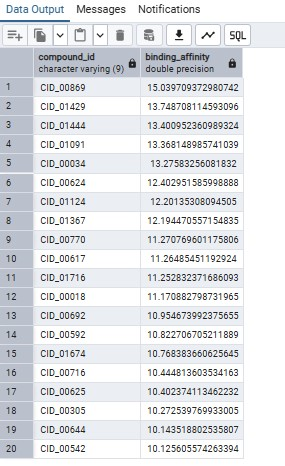 Data Output Messages Notifications
SQL
compound_id binding_affinity
character varying (9) double precision
1 CID_00869 15.039709372980742
2 CID_01429 13.748708114593096
3 CID_01444 13.400952360989324
4 CID_01091 13.368148985741039
5 CID_00034 13.27583256081832
6 CID_00624 12.402951585998888
7 CID_01124 12.20135308094505
8 CID_01367 12.194470557154835
9 CID_00770 11.270769601175806
10 CID_00617 11.26485451192924
11 CID_01716 11.252832371686093
12 CID_00018 11.170882798731965
13 CID_00692 10.954673992375655
14 CID_00592 10.822706705211889
15 CID_01674 10.768383660625645
16 CID_00716 10.444813603534163
17 CID_00625 10.402374113462232
18 CID_00305 10.272539769933005
19 CID_00644 10.143518802535807
20 CID_00542 10.125605574263394